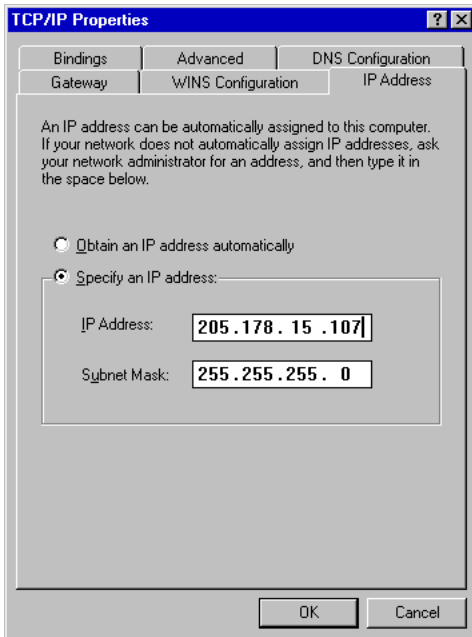 TCP/IP Properties
Bindings
Advanced
DNS Configuration
Gateway
WINS Configuration
IP Address
An IP address can be automatically assigned to this computer.
If your network does not automatically assign IP addresses, ask
your network administrator for an address, and then type it in
the space below.
Obtain an IP address automatically
Specify an IP address:
IP Address:
205.178. 15 .107
Subnet Mask:
255.255.255. 0
OK
Cancel